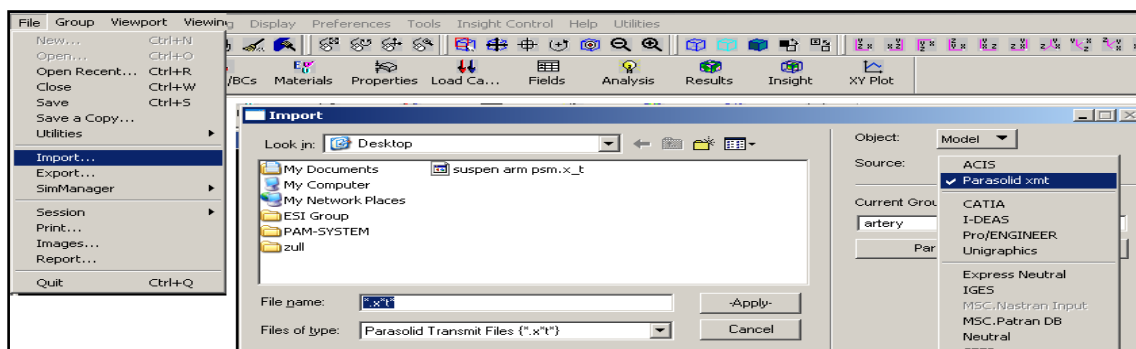 File Group Viewport Viewing Display Preferences Tools Insight Control Help Utilities
New... Ctrl+N
Open... Ctrl+O
Open Recent... Ctrl+R
Close Ctrl+W
Save Ctrl+S
Save a Copy...
Utilities
Import...
Export...
SimManager
Session
Print...
Images...
Report...
Quit Ctrl+Q
/BCs Materials Properties Load Ca... Fields Analysis Results Insight XY Plot
Import
Look in: Desktop
My Documents
My Computer
My Network Places
ESI Group
PAM-SYSTEM
zull
suspen arm psm.x_t
File name: *.x*t*
-Apply-
Files of type: Parasolid Transmit Files {*.x*t*}
Cancel
Object: Model
Source:
Current Grou
artery
Par
ACIS
Parasolid xmt
CATIA
I-DEAS
Pro/ENGINEER
Unigraphics
Express Neutral
IGES
MSC.Nastran Input
MSC.Patran DB
Neutral